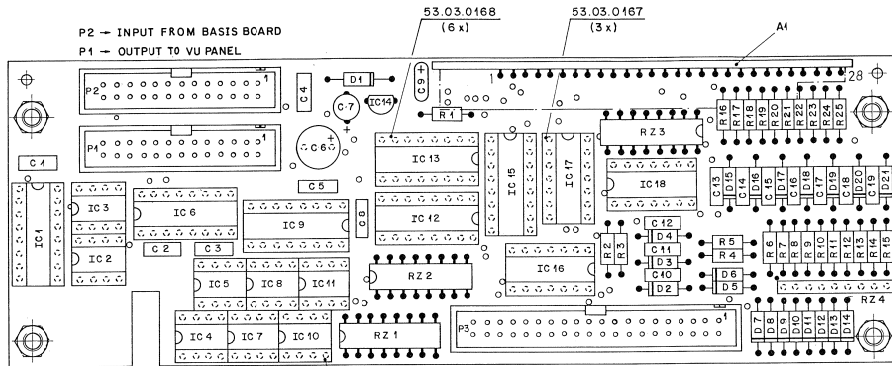 53.03.0168
(6 x)
53.03.0167
(3 x)
P2 → INPUT FROM BASIS BOARD
P1 → OUTPUT TO VU PANEL
A1
P2
1
C4
D1
C7
+
IC14
C9 +
1
28
R1
R16
R17
R18
R19
R20
R21
R22
R23
R24
R25
P1
1
C6
+
RZ3
C1
IC13
IC15
IC17
IC18
C5
C13
D15
C14
D16
C15
D17
C16
D18
C17
D19
C18
D20
C19
D21
IC1
IC3
IC6
IC9
C8
IC12
C12
D4
C11
D3
C10
D2
R2
R3
R5
R4
D6
D5
R6
R7
R8
R9
R10
R11
R12
R13
R14
R15
IC2
C2
C3
IC5
IC8
IC11
RZ2
IC16
RZ4
IC4
IC7
IC10
RZ1
P3
1
D7
D8
D9
D10
D11
D12
D13
D14